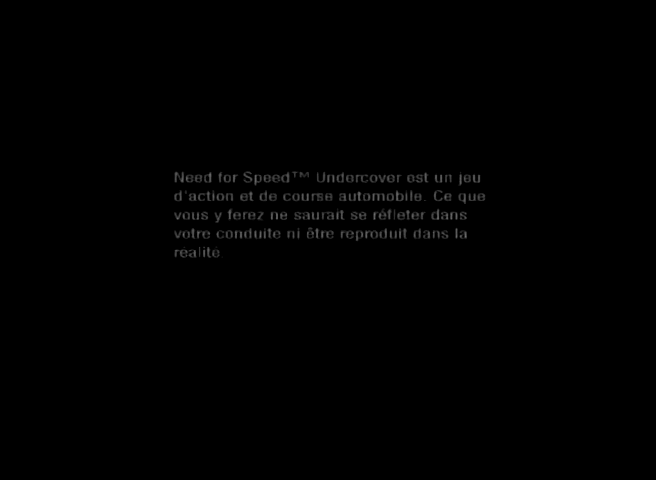 Need for Speed™ Undercover est un jeu
d'action et de course automobile. Ce que
vous y ferez ne saurait se réfleter dans
votre conduite ni être reproduit dans la
réalité